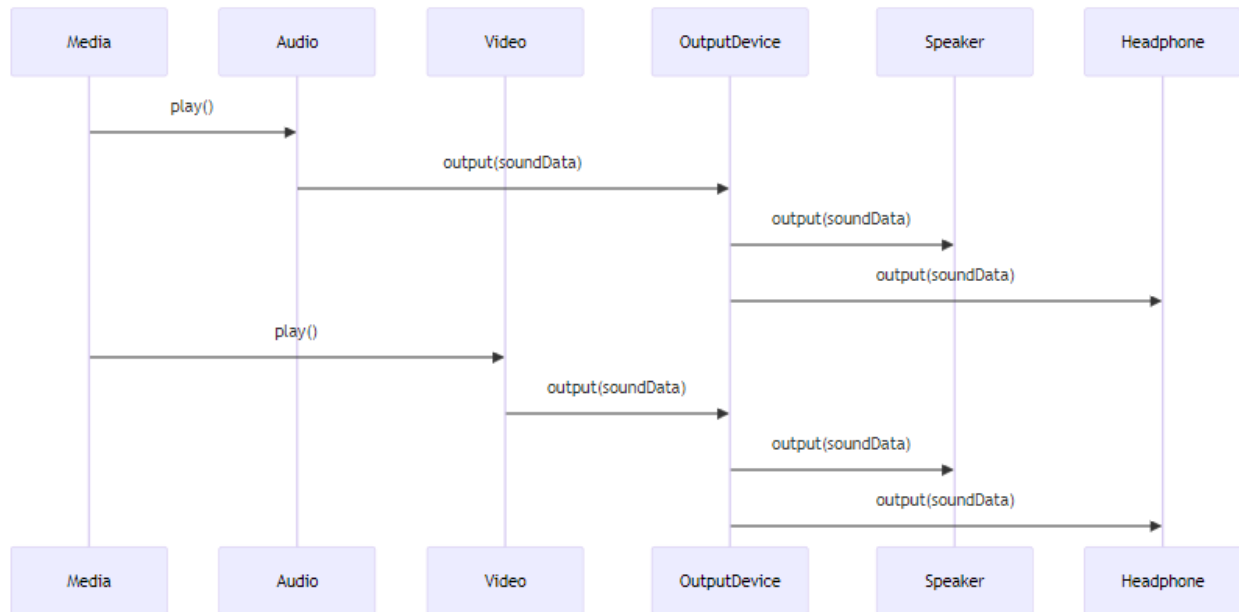 Media
Audio
Video
OutputDevice
Speaker
Headphone
play()
output(soundData)
output(soundData)
output(soundData)
play()
output(soundData)
output(soundData)
output(soundData)
Media
Audio
Video
OutputDevice
Speaker
Headphone